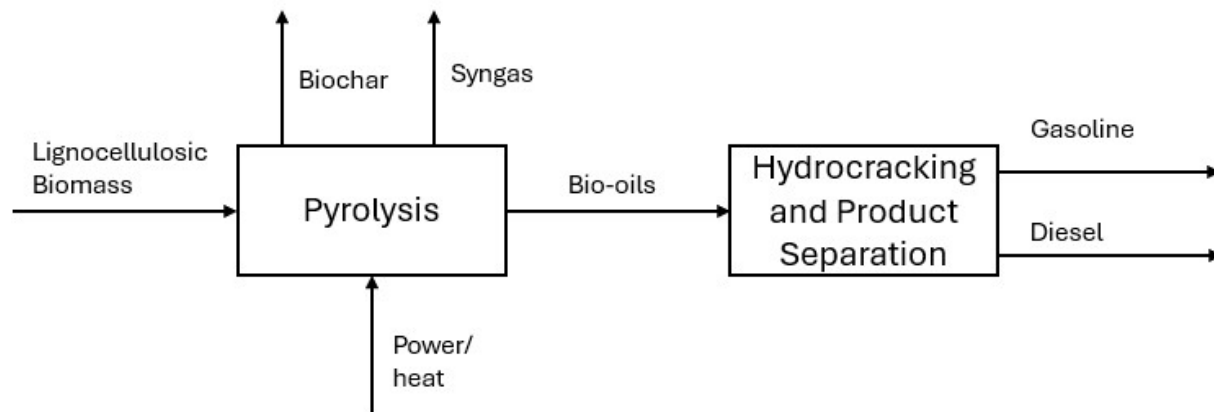 Biochar
Syngas
Lignocellulosic
Biomass
Pyrolysis
Bio-oils
Hydrocracking
and Product
Separation
Gasoline
Diesel
Power/
heat